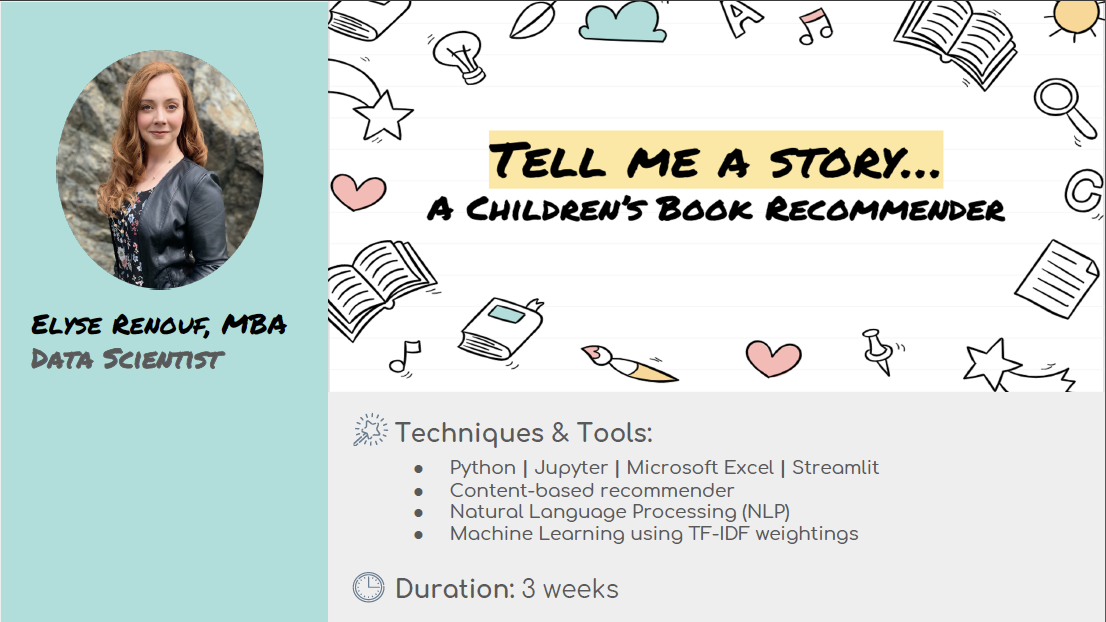 Tell me a story...
A Children's Book Recommender
Elyse Renouf, MBA
Data Scientist
Techniques & Tools:
● Python | Jupyter | Microsoft Excel | Streamlit
● Content-based recommender
● Natural Language Processing (NLP)
● Machine Learning using TF-IDF weightings
Duration: 3 weeks
A
C